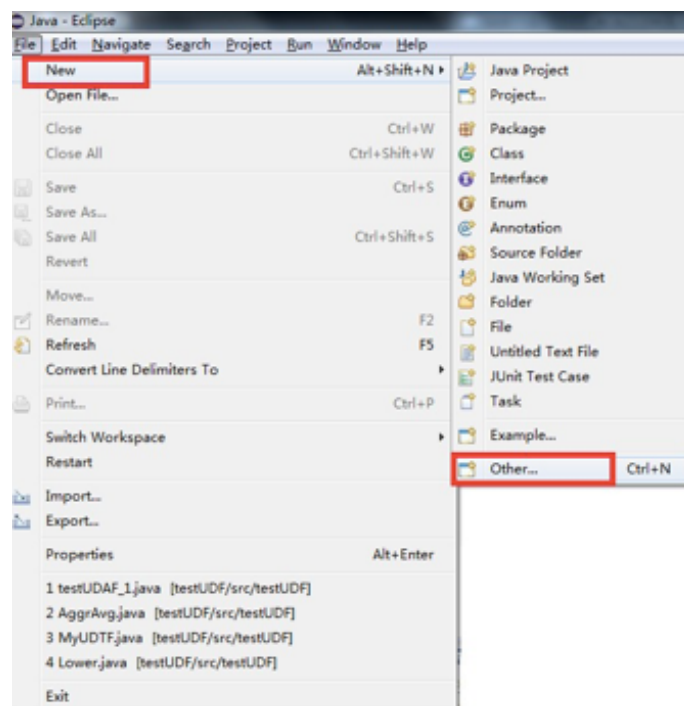 Java - Eclipse
File Edit Navigate Search Project Run Window Help
New Alt+Shift+N
Open File...
Close Ctrl+W
Close All Ctrl+Shift+W
Save Ctrl+S
Save As...
Save All Ctrl+Shift+S
Revert
Move...
Rename... F2
Refresh F5
Convert Line Delimiters To
Print... Ctrl+P
Switch Workspace
Restart
Import...
Export...
Properties Alt+Enter
1 testUDAF_1.java [testUDF/src/testUDF]
2 AggrAvg.java [testUDF/src/testUDF]
3 MyUDTF.java [testUDF/src/testUDF]
4 Lower.java [testUDF/src/testUDF]
Exit
Java Project
Project...
Package
Class
Interface
Enum
Annotation
Source Folder
Java Working Set
Folder
File
Untitled Text File
JUnit Test Case
Task
Example...
Other... Ctrl+N